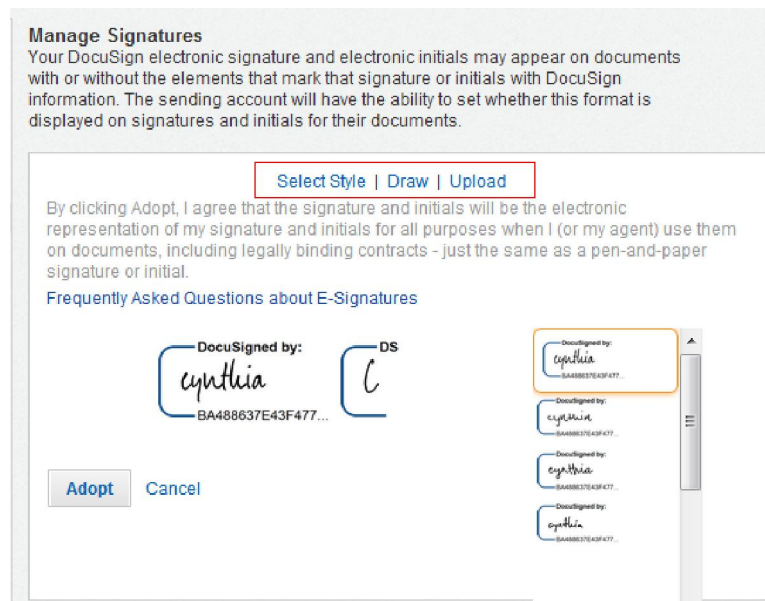 Manage Signatures
Your DocuSign electronic signature and electronic initials may appear on documents
with or without the elements that mark that signature or initials with DocuSign
information. The sending account will have the ability to set whether this format is
displayed on signatures and initials for their documents.
Select Style | Draw | Upload
By clicking Adopt, I agree that the signature and initials will be the electronic
representation of my signature and initials for all purposes when I (or my agent) use them
on documents, including legally binding contracts - just the same as a pen-and-paper
signature or initial.
Frequently Asked Questions about E-Signatures
DocuSigned by:
cynthia
BA488637E43F477...
DS
C
DocuSigned by:
cynthia
BA488637E43F477...
DocuSigned by:
cynthia
BA488637E43F477...
DocuSigned by:
cynthia
BA488637E43F477...
DocuSigned by:
cynthia
BA488637E43F477...
Adopt Cancel